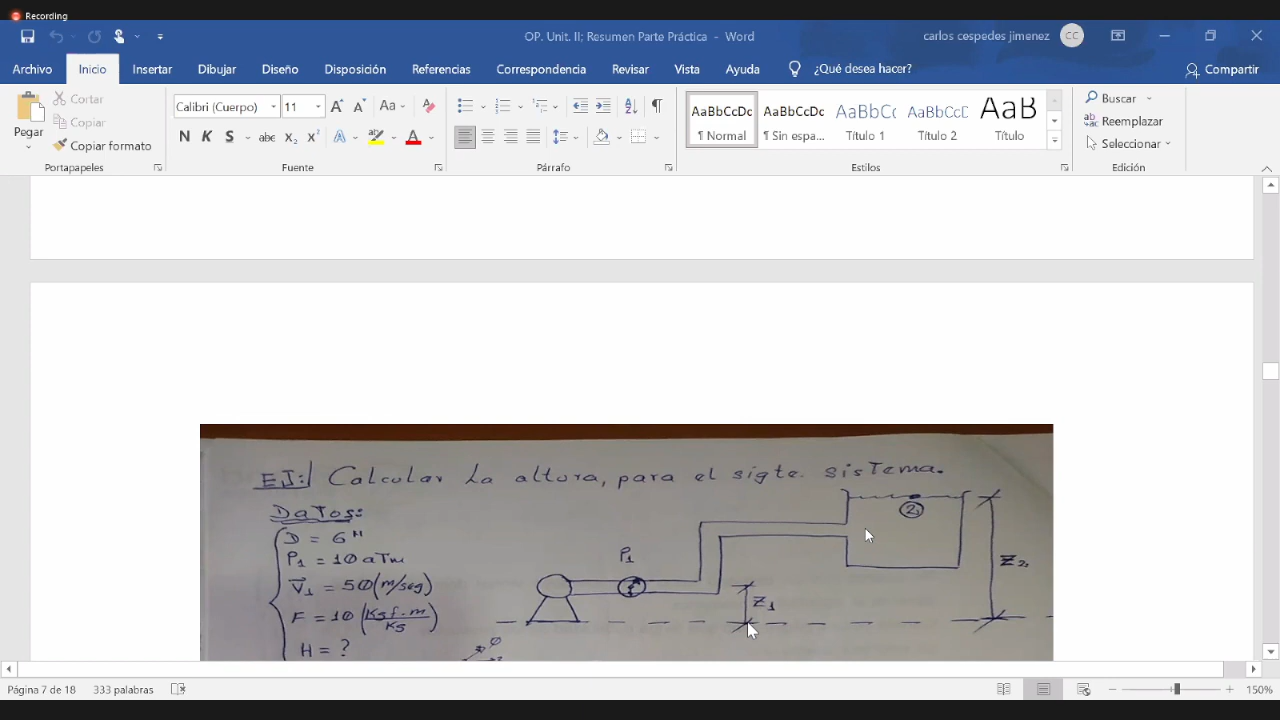 Recording
OP. Unit. II; Resumen Parte Práctica - Word
carlos cespedes jimenez
CC
Archivo Inicio Insertar Dibujar Diseño Disposición Referencias Correspondencia Revisar Vista Ayuda ¿Qué desea hacer? Compartir
Pegar
Cortar
Copiar
Copiar formato
Portapapeles
Calibri (Cuerpo) 11
N K S abc x₂ x²
Fuente
Párrafo
AaBbCcDc AaBbCcDc AaBbCc AaBbCcD AaB
¶ Normal ¶ Sin espa... Título 1 Título 2 Título
Estilos
Buscar
Reemplazar
Seleccionar
Edición
EJ: Calcular La altura, para el sigte. sisTema.
DaTos:
D = 6"
P1 = 10 aTm
V1 = 50 (m/seg)
F = 10 (Kgf.m/Kg)
H = ?
P1
Z1
2
Z2
Página 7 de 18 333 palabras 150%